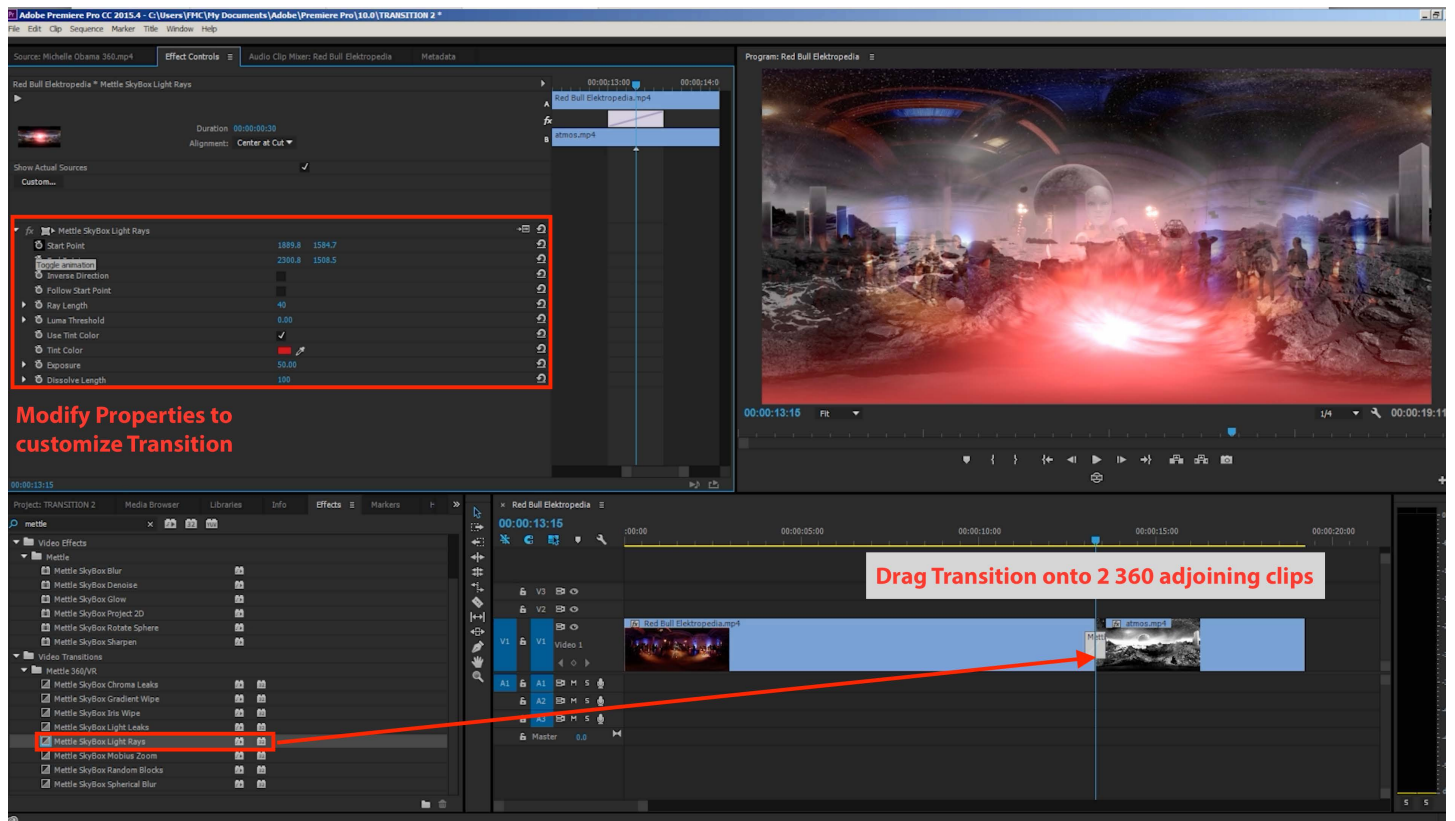 Adobe Premiere Pro CC 2015.4 - C:\Users\FMC\My Documents\Adobe\Premiere Pro\10.0\TRANSITION 2 *
File Edit Clip Sequence Marker Title Window Help
Source: Michelle Obama 360.mp4 Effect Controls Audio Clip Mixer: Red Bull Elektropedia Metadata
Red Bull Elektropedia * Mettle SkyBox Light Rays
00:00:13:00 00:00:14:0
A Red Bull Elektropedia.mp4
fx
B atmos.mp4
Duration 00:00:00:30
Alignment: Center at Cut
Show Actual Sources
Custom...
fx Mettle SkyBox Light Rays
Start Point 1889.8 1584.7
2300.8 1508.5
Toggle animation
Inverse Direction
Follow Start Point
Ray Length 40
Luma Threshold 0.00
Use Tint Color
Tint Color
Exposure 50.00
Dissolve Length 100
Modify Properties to
customize Transition
00:00:13:15
Program: Red Bull Elektropedia
00:00:13:15 Fit 1/4 00:00:19:11
Project: TRANSITION 2 Media Browser Libraries Info Effects Markers
mettle
Video Effects
Mettle
Mettle SkyBox Blur
Mettle SkyBox Denoise
Mettle SkyBox Glow
Mettle SkyBox Project 2D
Mettle SkyBox Rotate Sphere
Mettle SkyBox Sharpen
Video Transitions
Mettle 360/VR
Mettle SkyBox Chroma Leaks
Mettle SkyBox Gradient Wipe
Mettle SkyBox Iris Wipe
Mettle SkyBox Light Leaks
Mettle SkyBox Light Rays
Mettle SkyBox Mobius Zoom
Mettle SkyBox Random Blocks
Mettle SkyBox Spherical Blur
Red Bull Elektropedia
00:00:13:15
:00:00 00:00:05:00 00:00:10:00 00:00:15:00 00:00:20:00
Drag Transition onto 2 360 adjoining clips
V3
V2
V1 V1 Video 1
fx Red Bull Elektropedia.mp4
Mettl
fx atmos.mp4
A1 A1 M S
A2 M S
A3 M S
Master 0.0
S S